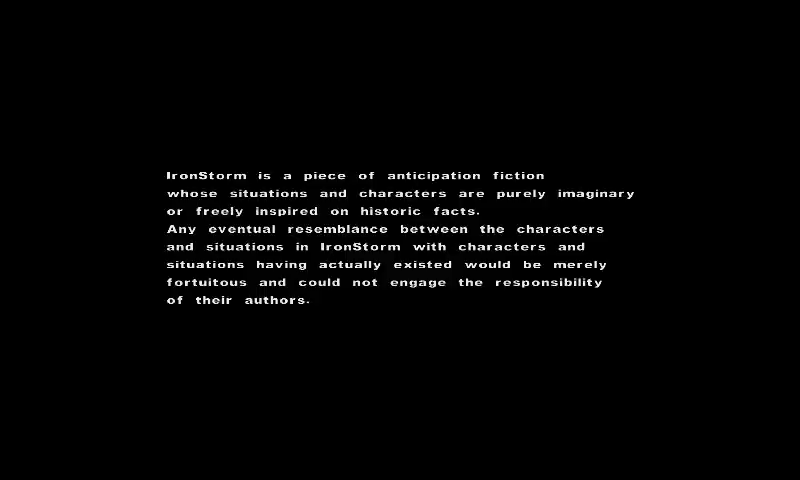 IronStorm is a piece of anticipation fiction
whose situations and characters are purely imaginary
or freely inspired on historic facts.
Any eventual resemblance between the characters
and situations in IronStorm with characters and
situations having actually existed would be merely
fortuitous and could not engage the responsibility
of their authors.